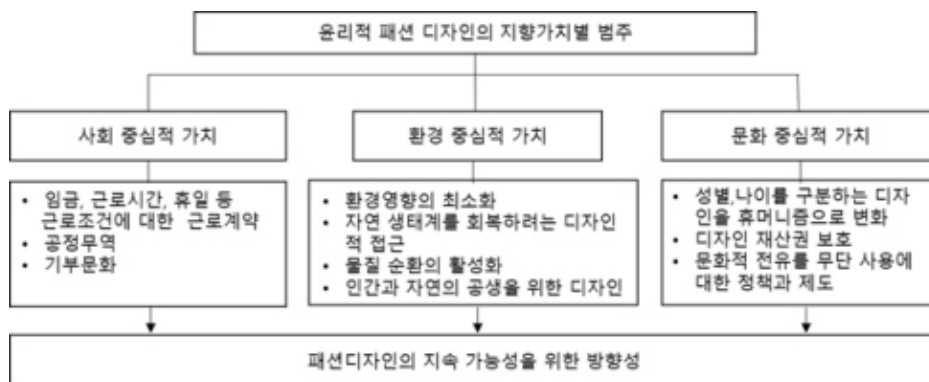 윤리적 패션 디자인의 지향가치별 범주
사회 중심적 가치
환경 중심적 가치
문화 중심적 가치
• 임금, 근로시간, 휴일 등
근로조건에 대한 근로계약
• 공정무역
• 기부문화
• 환경영향의 최소화
• 자연 생태계를 회복하려는 디자인
적 접근
• 물질 순환의 활성화
• 인간과 자연의 공생을 위한 디자인
• 성별,나이를 구분하는 디자
인을 휴머니즘으로 변화
• 디자인 재산권 보호
• 문화적 전유를 무단 사용에
대한 정책과 제도
패션디자인의 지속 가능성을 위한 방향성